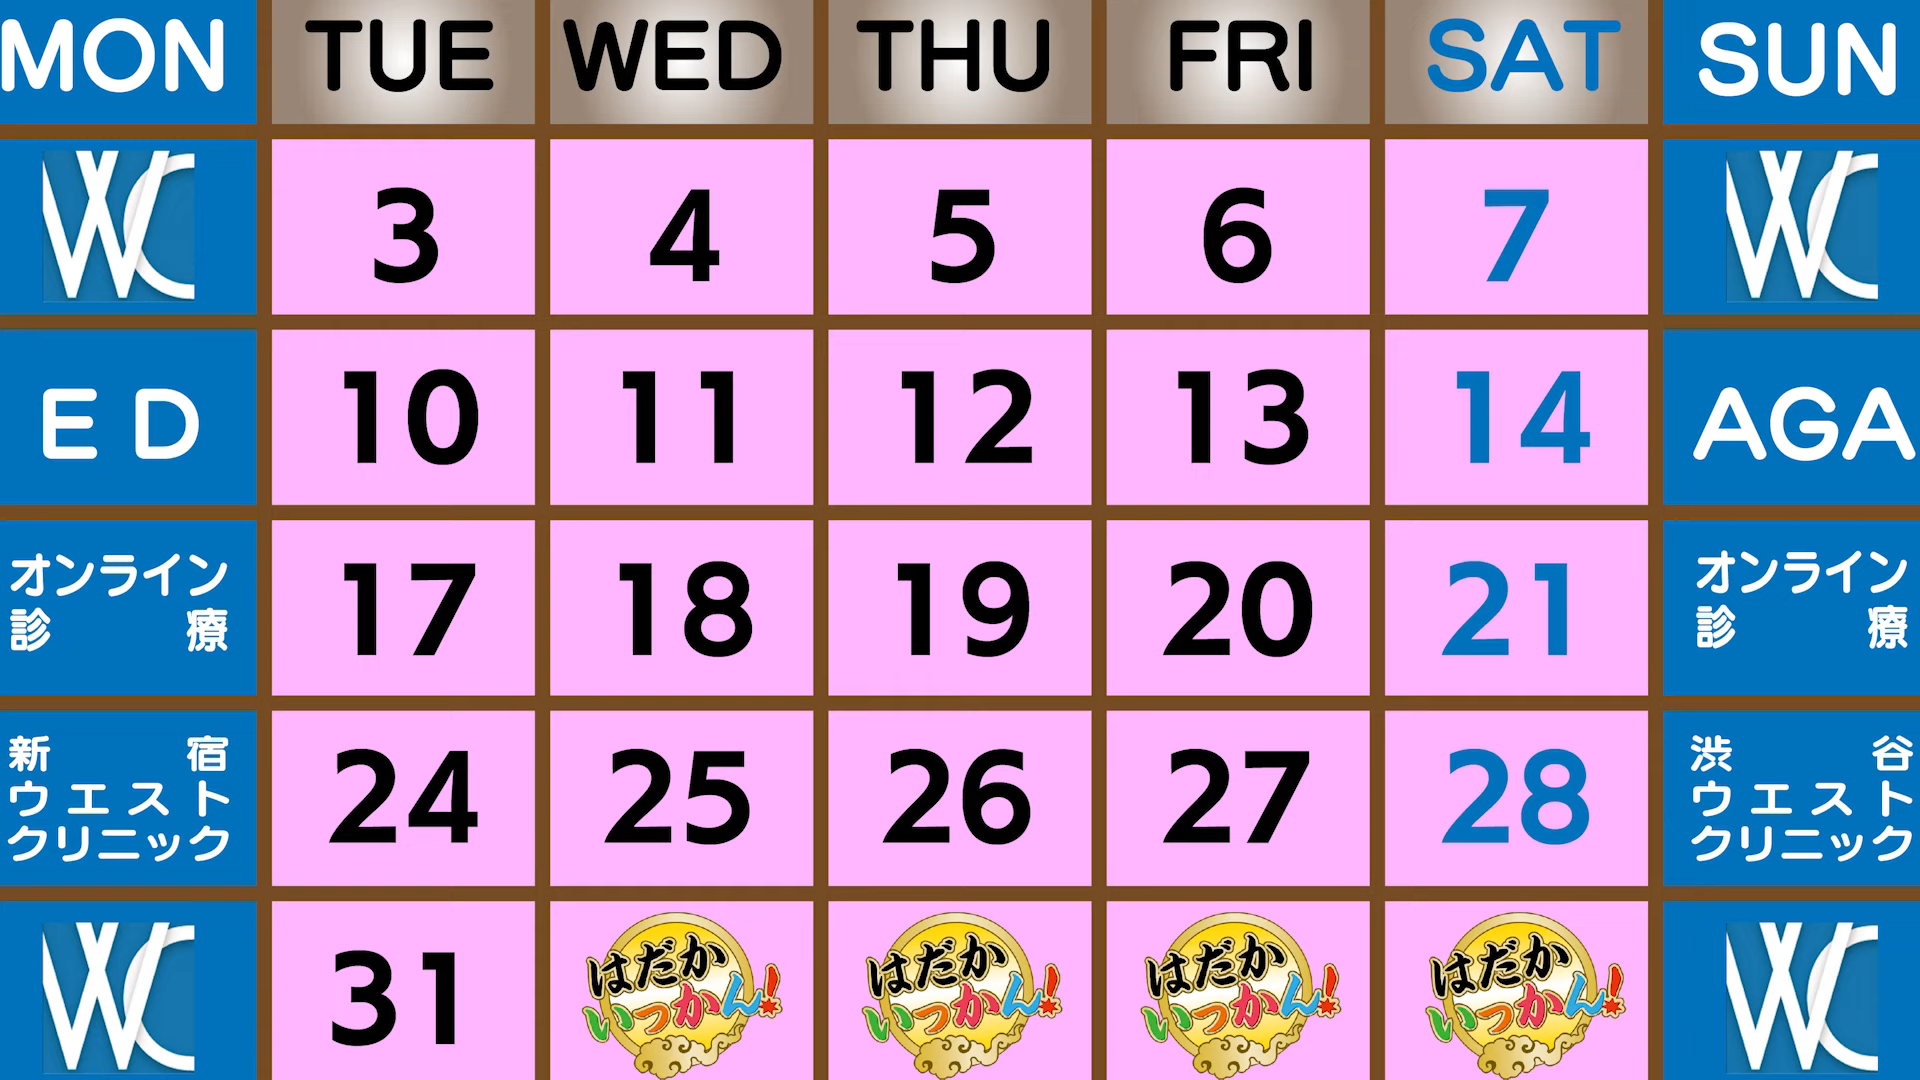 MON TUE WED THU FRI SAT SUN
WC 3 4 5 6 7 WC
ED 10 11 12 13 14 AGA
オンライン
診療
17 18 19 20 21
オンライン
診療
新宿
ウエスト
クリニック
24 25 26 27 28
渋谷
ウエスト
クリニック
WC 31
はだか
いっかん!
はだか
いっかん!
はだか
いっかん!
はだか
いっかん!
WC